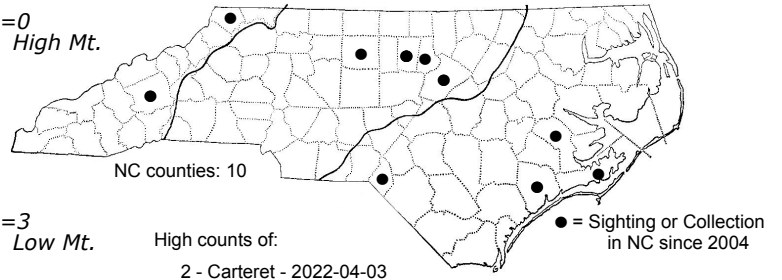 =0
High Mt.
NC counties: 10
=3
Low Mt.
High counts of:
2 - Carteret - 2022-04-03
● = Sighting or Collection
in NC since 2004